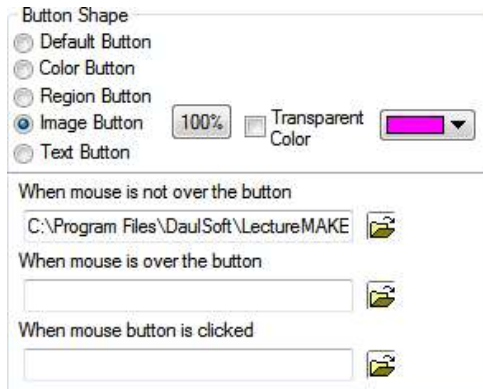 Button Shape
Default Button
Color Button
Region Button
Image Button 100% Transparent Color
Text Button
When mouse is not over the button
C:\Program Files\DaulSoft\LectureMAKE
When mouse is over the button
When mouse button is clicked